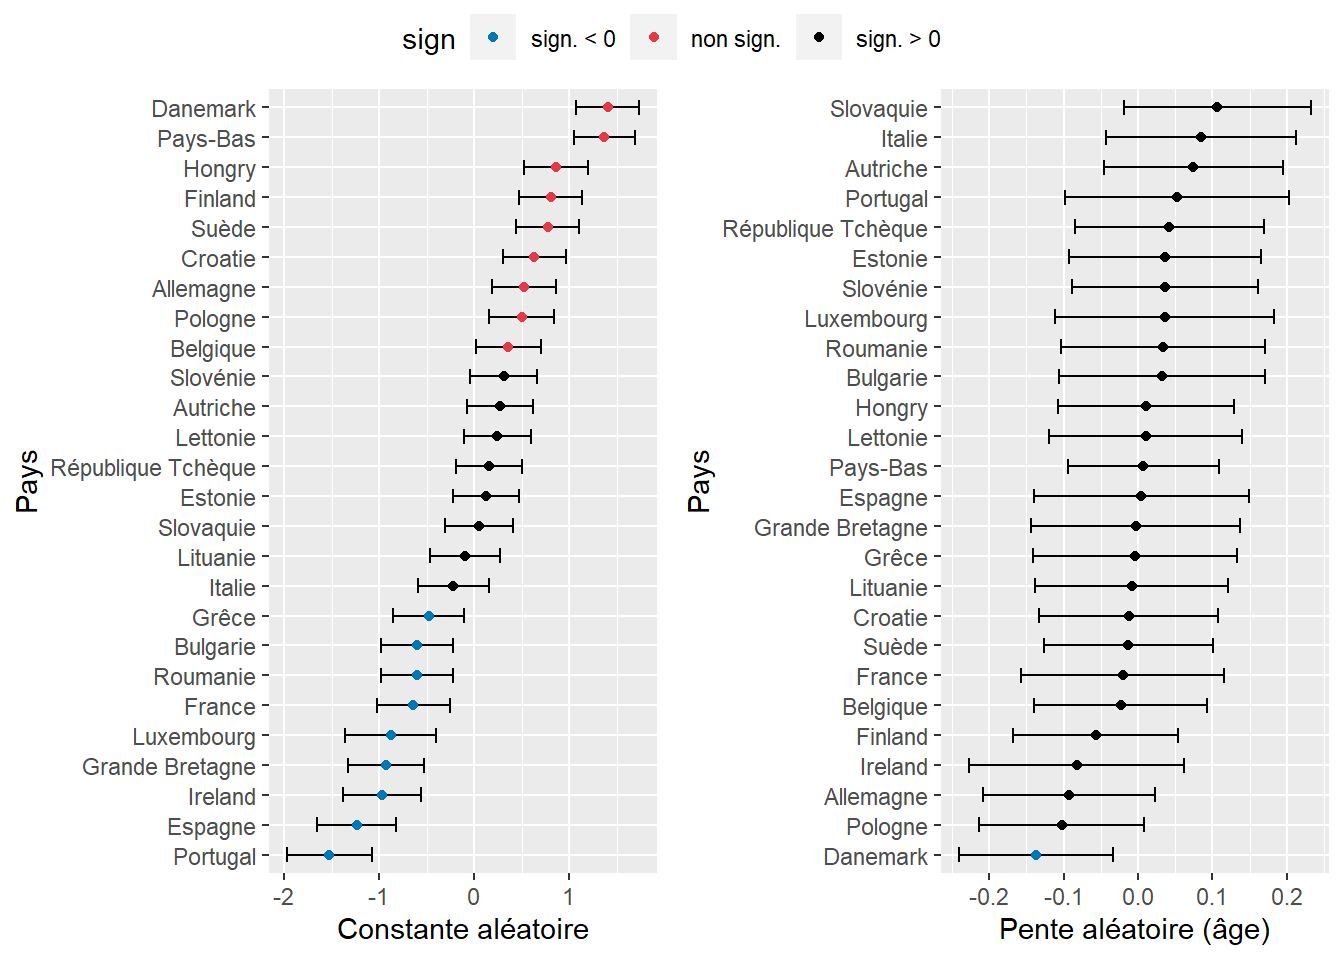 sign sign. < 0 non sign. sign. > 0
Pays
Danemark
Pays-Bas
Hongry
Finland
Suède
Croatie
Allemagne
Pologne
Belgique
Slovénie
Autriche
Lettonie
République Tchèque
Estonie
Slovaquie
Lituanie
Italie
Grêce
Bulgarie
Roumanie
France
Luxembourg
Grande Bretagne
Ireland
Espagne
Portugal
-2 -1 0 1
Constante aléatoire
Pays
Slovaquie
Italie
Autriche
Portugal
République Tchèque
Estonie
Slovénie
Luxembourg
Roumanie
Bulgarie
Hongry
Lettonie
Pays-Bas
Espagne
Grande Bretagne
Grêce
Lituanie
Croatie
Suède
France
Belgique
Finland
Ireland
Allemagne
Pologne
Danemark
-0.2 -0.1 0.0 0.1 0.2
Pente aléatoire (âge)